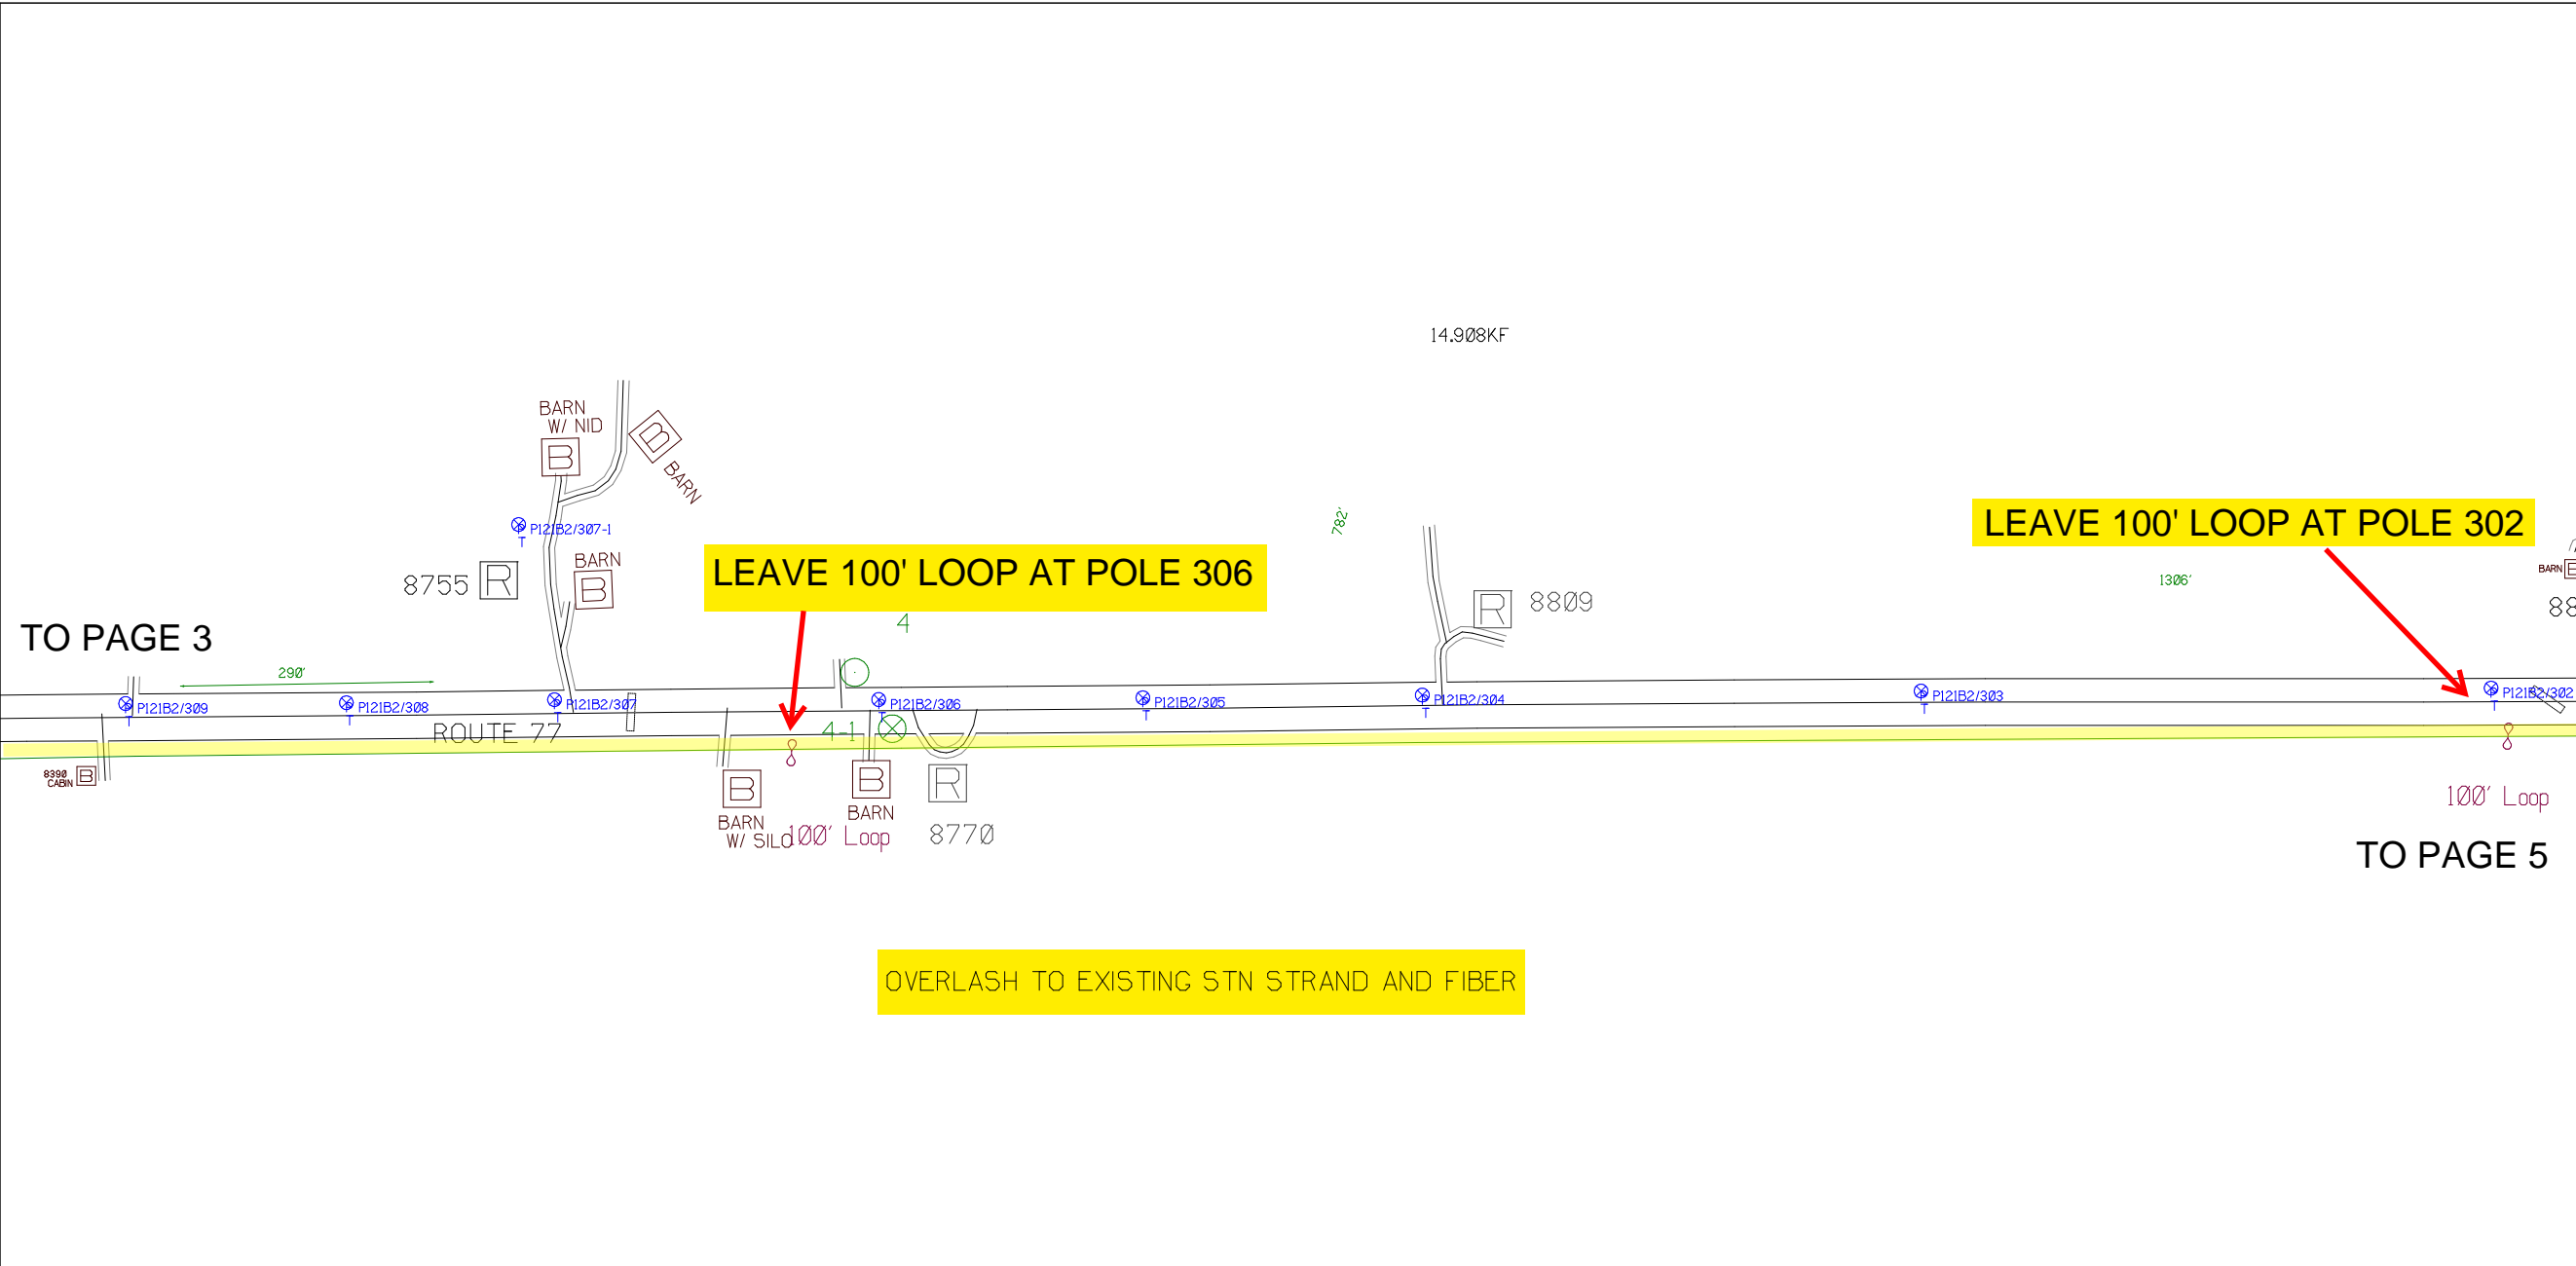 14.908KF
BARN
W/ NID
B
B
BARN
P121B2/307-1
T
782'
LEAVE 100' LOOP AT POLE 302
LEAVE 100' LOOP AT POLE 306
BARN
B
8755 R
1306'
BARN
88
R 8809
4
TO PAGE 3
290'
P121B2/309
T
P121B2/308
T
P121B2/307
T
P121B2/306
T
P121B2/305
T
P121B2/304
T
P121B2/303
T
P121B2/302
T
ROUTE 77
4-1
8390
CABIN
B
B
BARN
W/ SILO
B
BARN
R
8770
100' Loop
100' Loop
TO PAGE 5
OVERLASH TO EXISTING STN STRAND AND FIBER